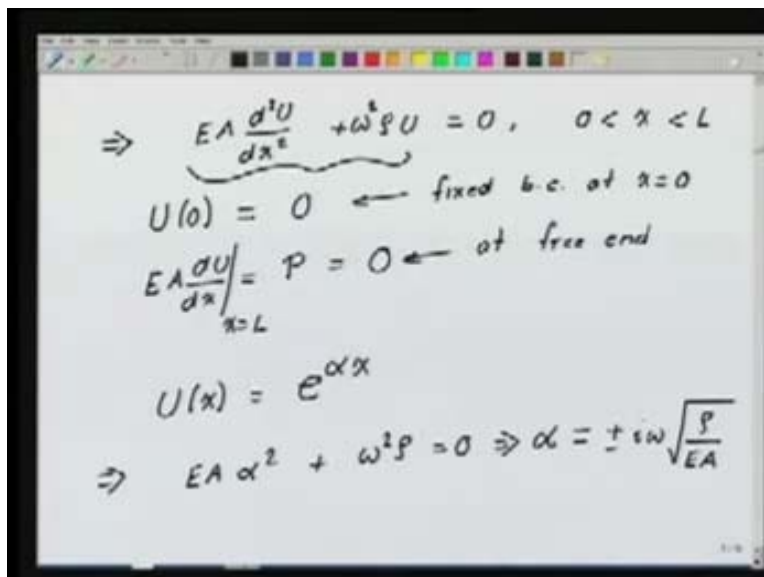 ⇒ EA d²U/dx² + ω²ρU = 0, 0 < x < L
U(0) = 0 ← fixed b.c. at x=0
EA dU/dx|x=L = P = 0 ← at free end
U(x) = e^αx
⇒ EA α² + ω²ρ = 0 ⇒ α = ± iω√(ρ/EA)